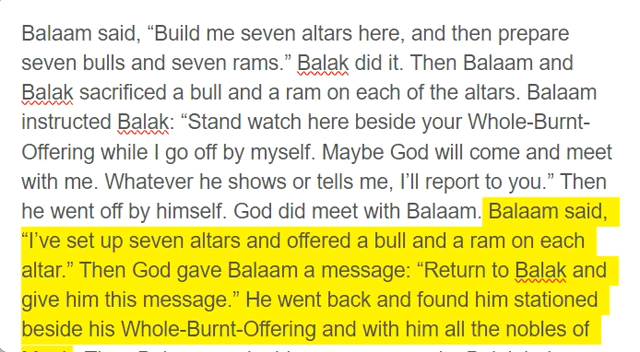 Balaam said, “Build me seven altars here, and then prepare
seven bulls and seven rams.” Balak did it. Then Balaam and
Balak sacrificed a bull and a ram on each of the altars. Balaam
instructed Balak: “Stand watch here beside your Whole-Burnt-
Offering while I go off by myself. Maybe God will come and meet
with me. Whatever he shows or tells me, I’ll report to you.” Then
he went off by himself. God did meet with Balaam. Balaam said,
“I’ve set up seven altars and offered a bull and a ram on each
altar.” Then God gave Balaam a message: “Return to Balak and
give him this message.” He went back and found him stationed
beside his Whole-Burnt-Offering and with him all the nobles of